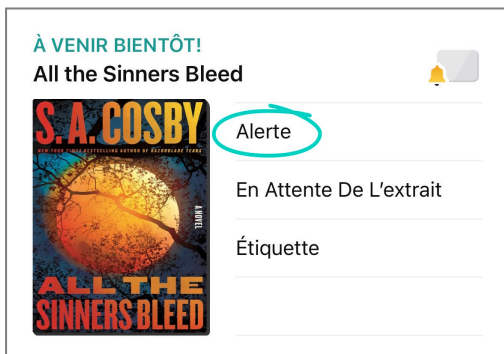 À VENIR BIENTÔT!
All the Sinners Bleed
S. A. COSBY
NEW YORK TIMES BESTSELLING AUTHOR OF RAZORBLADE TEARS
A NOVEL
ALL THE
SINNERS BLEED
Alerte
En Attente De L’extrait
Étiquette